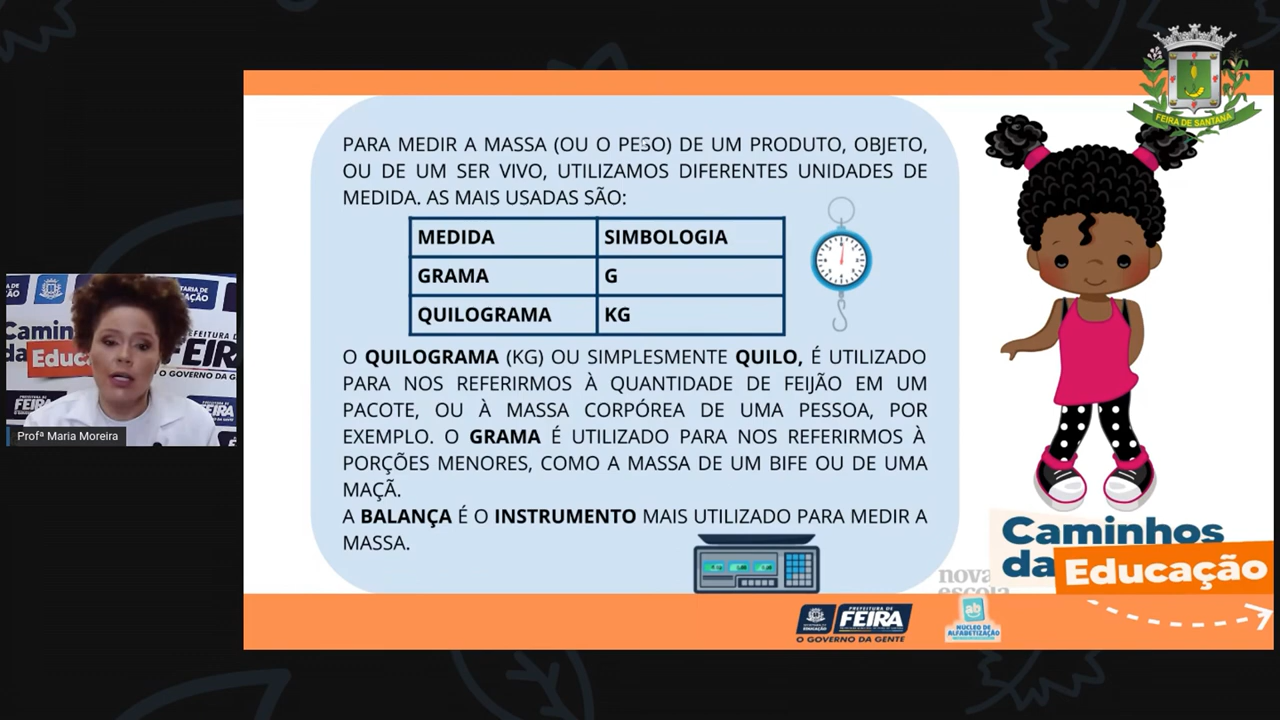 FEIRA DE SANTANA
PARA MEDIR A MASSA (OU O PESO) DE UM PRODUTO, OBJETO,
OU DE UM SER VIVO, UTILIZAMOS DIFERENTES UNIDADES DE
MEDIDA. AS MAIS USADAS SÃO:
MEDIDA SIMBOLOGIA
GRAMA G
QUILOGRAMA KG
O QUILOGRAMA (KG) OU SIMPLESMENTE QUILO, É UTILIZADO
PARA NOS REFERIRMOS À QUANTIDADE DE FEIJÃO EM UM
PACOTE, OU À MASSA CORPÓREA DE UMA PESSOA, POR
EXEMPLO. O GRAMA É UTILIZADO PARA NOS REFERIRMOS À
PORÇÕES MENORES, COMO A MASSA DE UM BIFE OU DE UMA
MAÇÃ.
A BALANÇA É O INSTRUMENTO MAIS UTILIZADO PARA MEDIR A
MASSA.
Profª Maria Moreira
Caminhos
da Educação
nova
escola
PREFEITURA DE
FEIRA
O GOVERNO DA GENTE
ab
NÚCLEO DE
ALFABETIZAÇÃO